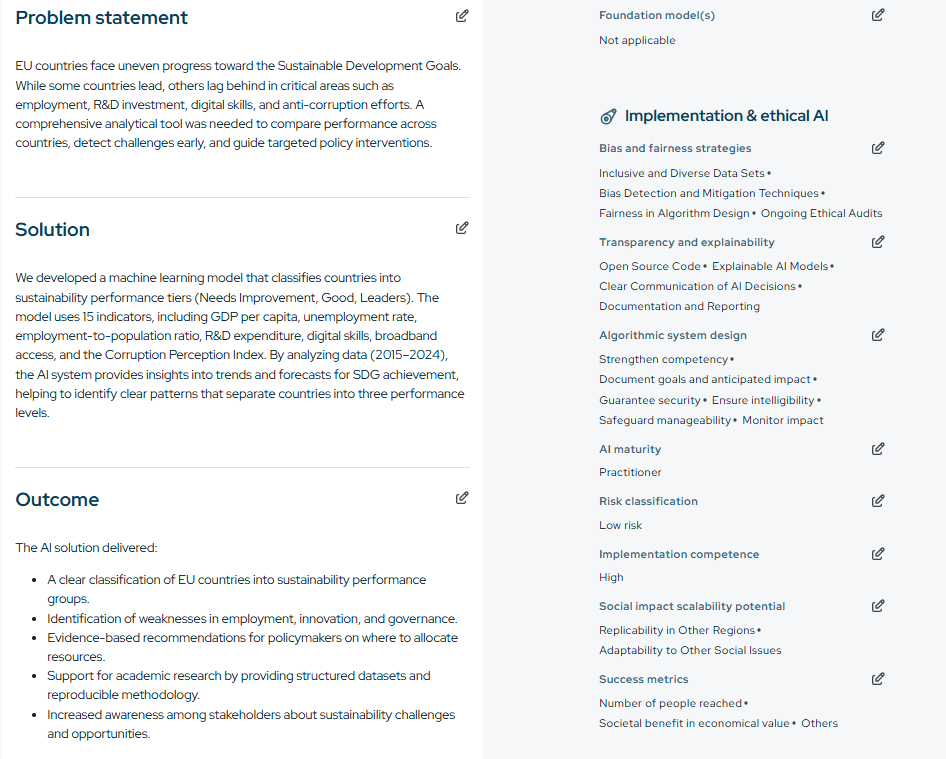 Problem statement
EU countries face uneven progress toward the Sustainable Development Goals.
While some countries lead, others lag behind in critical areas such as
employment, R&D investment, digital skills, and anti-corruption efforts. A
comprehensive analytical tool was needed to compare performance across
countries, detect challenges early, and guide targeted policy interventions.
Solution
We developed a machine learning model that classifies countries into
sustainability performance tiers (Needs Improvement, Good, Leaders). The
model uses 15 indicators, including GDP per capita, unemployment rate,
employment-to-population ratio, R&D expenditure, digital skills, broadband
access, and the Corruption Perception Index. By analyzing data (2015–2024),
the AI system provides insights into trends and forecasts for SDG achievement,
helping to identify clear patterns that separate countries into three performance
levels.
Outcome
The AI solution delivered:
• A clear classification of EU countries into sustainability performance
groups.
• Identification of weaknesses in employment, innovation, and governance.
• Evidence-based recommendations for policymakers on where to allocate
resources.
• Support for academic research by providing structured datasets and
reproducible methodology.
• Increased awareness among stakeholders about sustainability challenges
and opportunities.
Foundation model(s)
Not applicable
Implementation & ethical AI
Bias and fairness strategies
Inclusive and Diverse Data Sets •
Bias Detection and Mitigation Techniques •
Fairness in Algorithm Design • Ongoing Ethical Audits
Transparency and explainability
Open Source Code • Explainable AI Models •
Clear Communication of AI Decisions •
Documentation and Reporting
Algorithmic system design
Strengthen competency •
Document goals and anticipated impact •
Guarantee security • Ensure intelligibility •
Safeguard manageability • Monitor impact
AI maturity
Practitioner
Risk classification
Low risk
Implementation competence
High
Social impact scalability potential
Replicability in Other Regions •
Adaptability to Other Social Issues
Success metrics
Number of people reached •
Societal benefit in economical value • Others